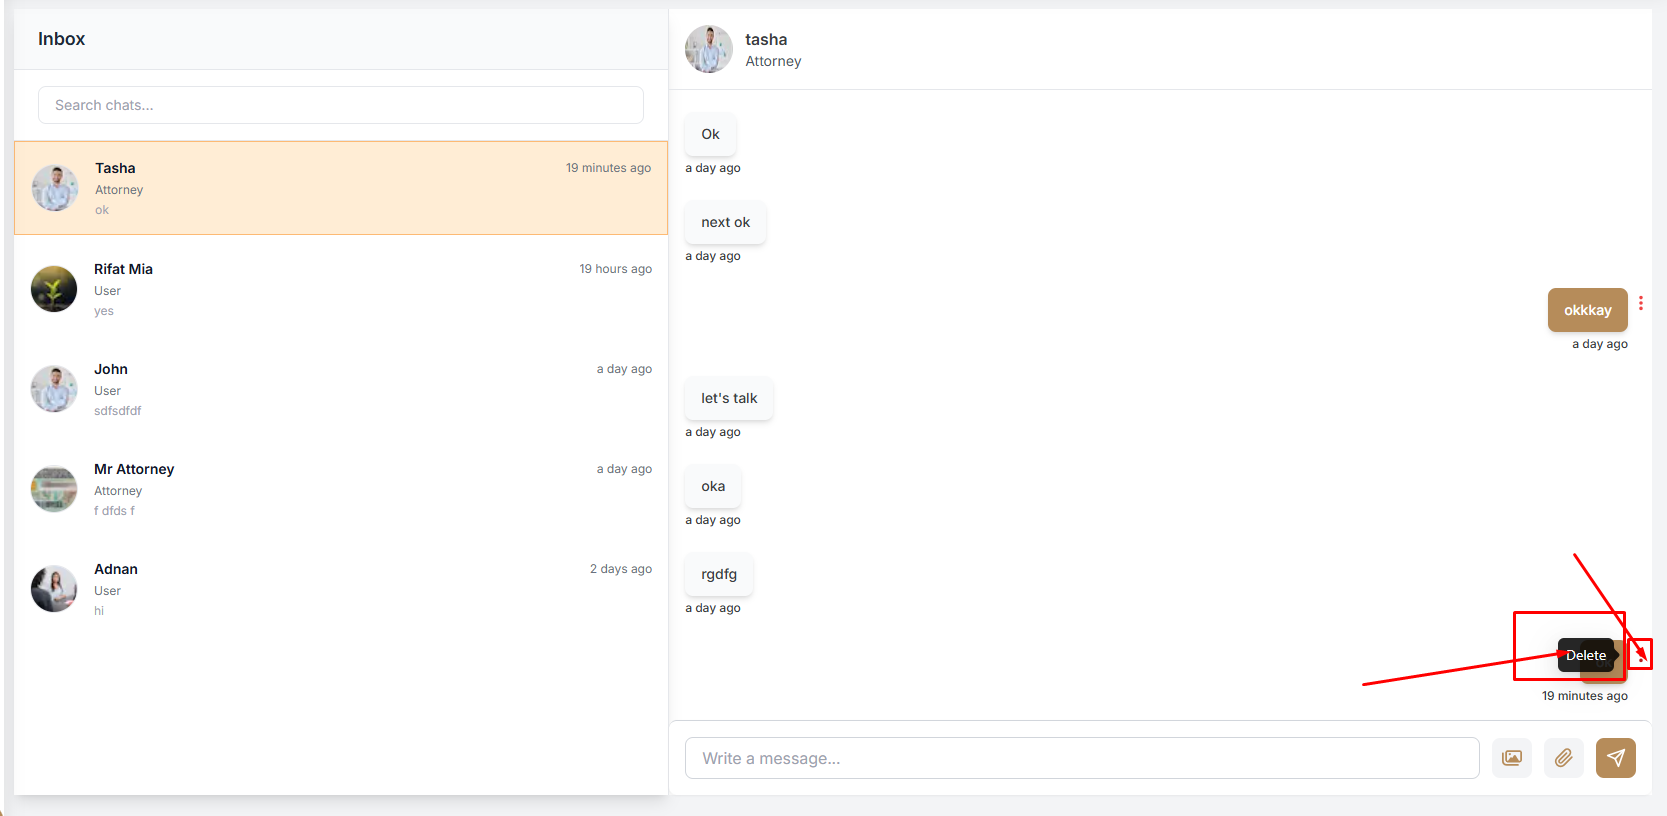 Inbox
Search chats...
Tasha
19 minutes ago
Attorney
ok
Rifat Mia
19 hours ago
User
yes
John
a day ago
User
sdfsdfdf
Mr Attorney
a day ago
Attorney
f dfds f
Adnan
2 days ago
User
hi
tasha
Attorney
Ok
a day ago
next ok
a day ago
okkkay
a day ago
let's talk
a day ago
oka
a day ago
rgdfg
a day ago
Delete
19 minutes ago
Write a message...